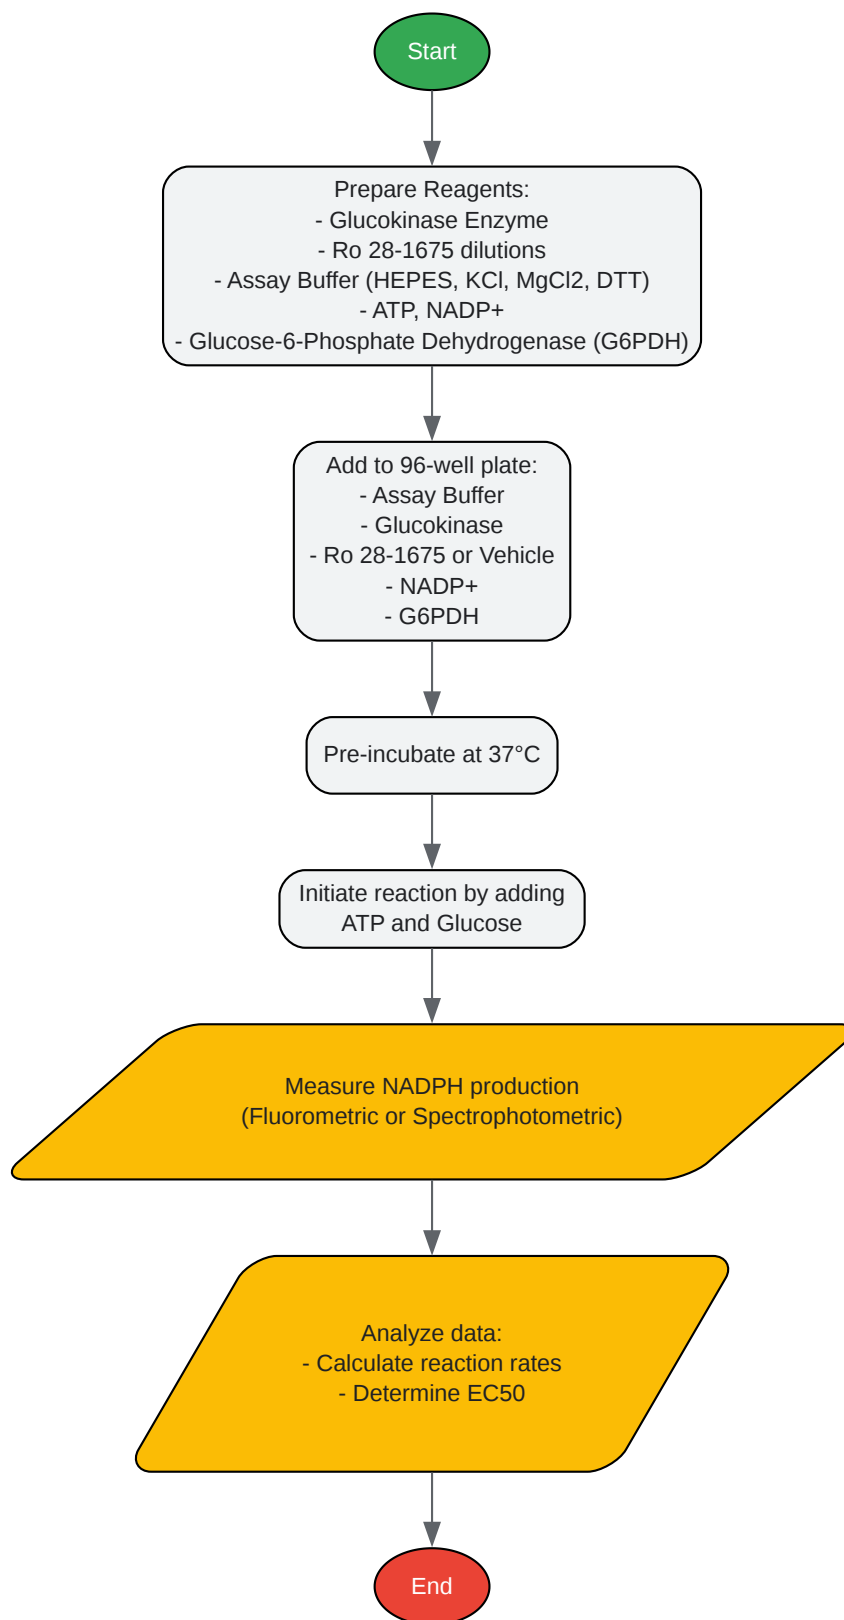 Start
Prepare Reagents:
- Glucokinase Enzyme
- Ro 28-1675 dilutions
- Assay Buffer (HEPES, KCl, MgCl2, DTT)
- ATP, NADP+
- Glucose-6-Phosphate Dehydrogenase (G6PDH)
Add to 96-well plate:
- Assay Buffer
- Glucokinase
- Ro 28-1675 or Vehicle
- NADP+
- G6PDH
Pre-incubate at 37°C
Initiate reaction by adding
ATP and Glucose
Measure NADPH production
(Fluorometric or Spectrophotometric)
Analyze data:
- Calculate reaction rates
- Determine EC50
End